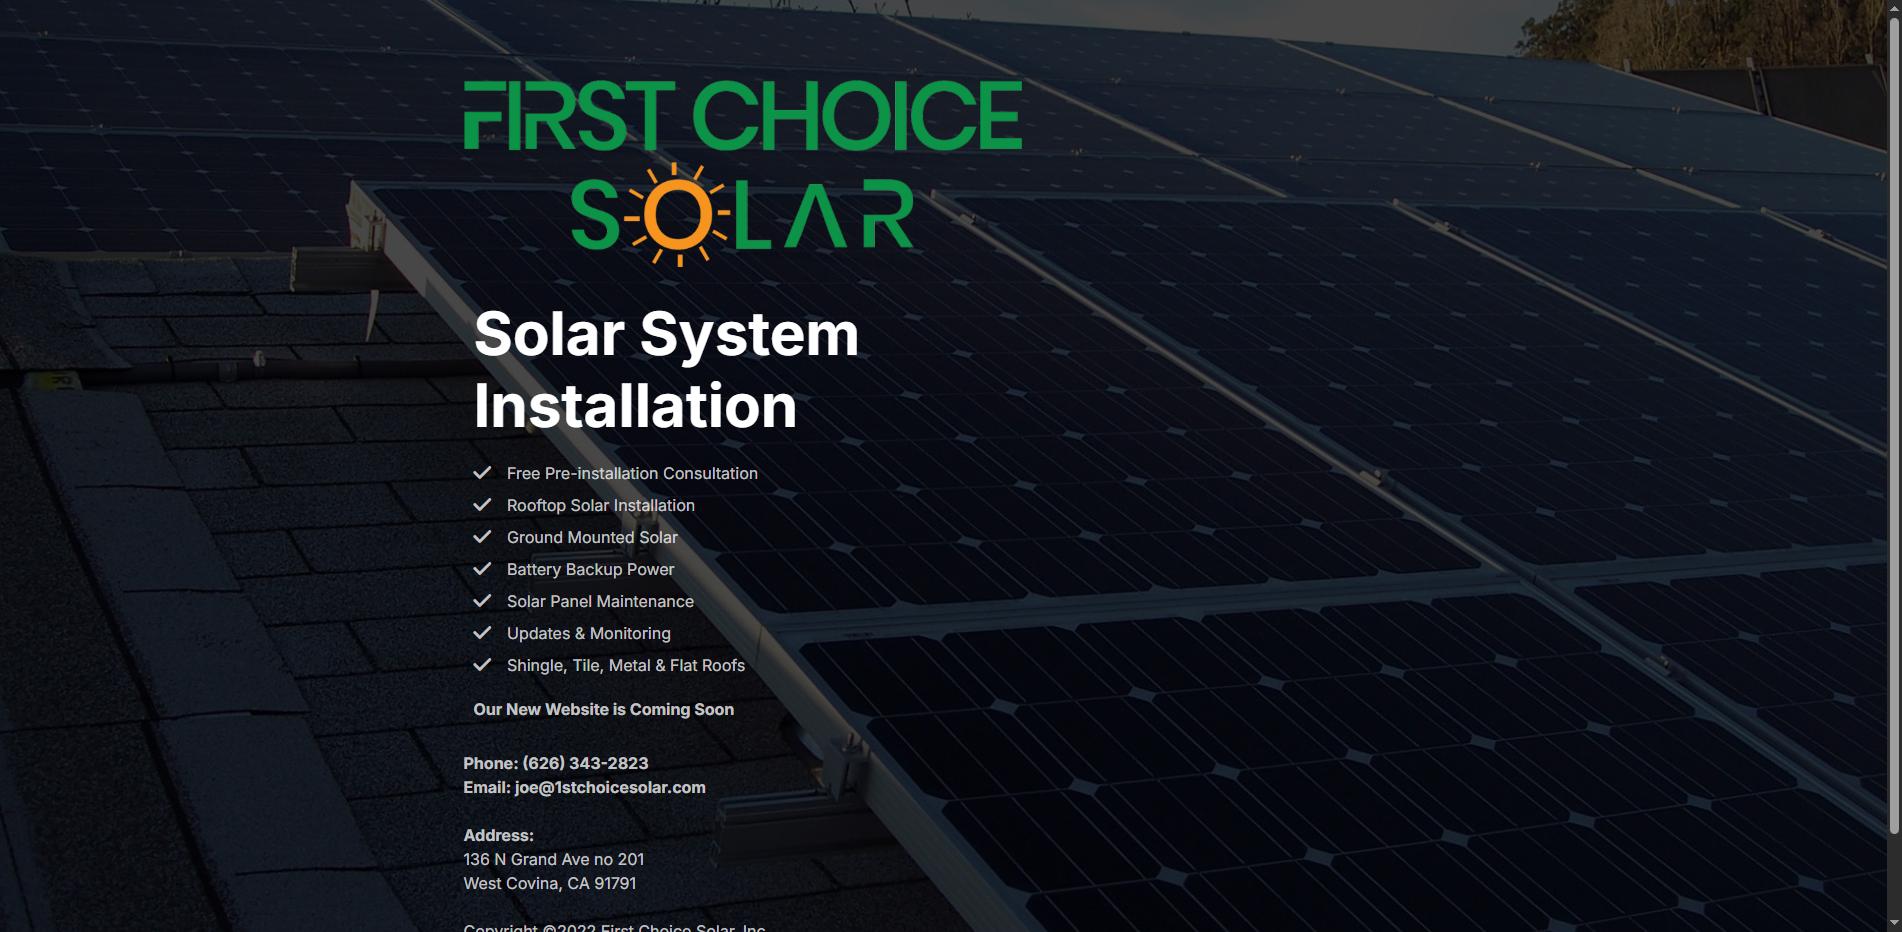 FIRST CHOICE
SOLAR
Solar System
Installation
Free Pre-installation Consultation
Rooftop Solar Installation
Ground Mounted Solar
Battery Backup Power
Solar Panel Maintenance
Updates & Monitoring
Shingle, Tile, Metal & Flat Roofs
Our New Website is Coming Soon
Phone: (626) 343-2823
Email: joe@1stchoicesolar.com
Address:
136 N Grand Ave no 201
West Covina, CA 91791
Copyright ©2022 First Choice Solar, Inc